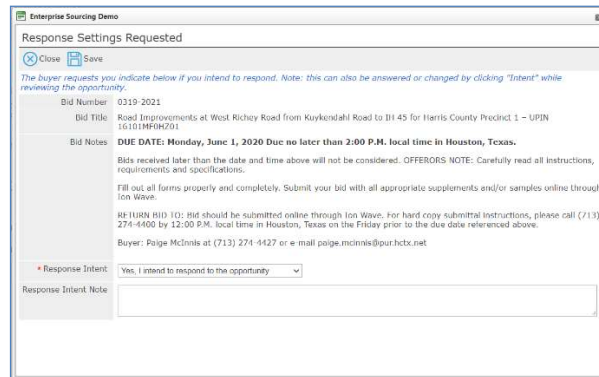 Enterprise Sourcing Demo
Response Settings Requested
Close Save
The buyer requests you indicate below if you intend to respond. Note: this can also be answered or changed by clicking "Intent" while
reviewing the opportunity.
Bid Number 0319-2021
Bid Title Road Improvements at West Richey Road from Kuykendahl Road to IH 45 for Harris County Precinct 1 – UPIN
16101MF0HZ01
Bid Notes DUE DATE: Monday, June 1, 2020 Due no later than 2:00 P.M. local time in Houston, Texas.
Bids received later than the date and time above will not be considered. OFFERORS NOTE: Carefully read all instructions,
requirements and specifications.
Fill out all forms properly and completely. Submit your bid with all appropriate supplements and/or samples online through
Ion Wave.
RETURN BID TO: Bid should be submitted online through Ion Wave. For hard copy submittal instructions, please call (713)
274-4400 by 12:00 P.M. local time in Houston, Texas on the Friday prior to the due date referenced above.
Buyer: Paige McInnis at (713) 274-4427 or e-mail paige.mcinnis@pur.hctx.net
* Response Intent Yes, I intend to respond to the opportunity
Response Intent Note